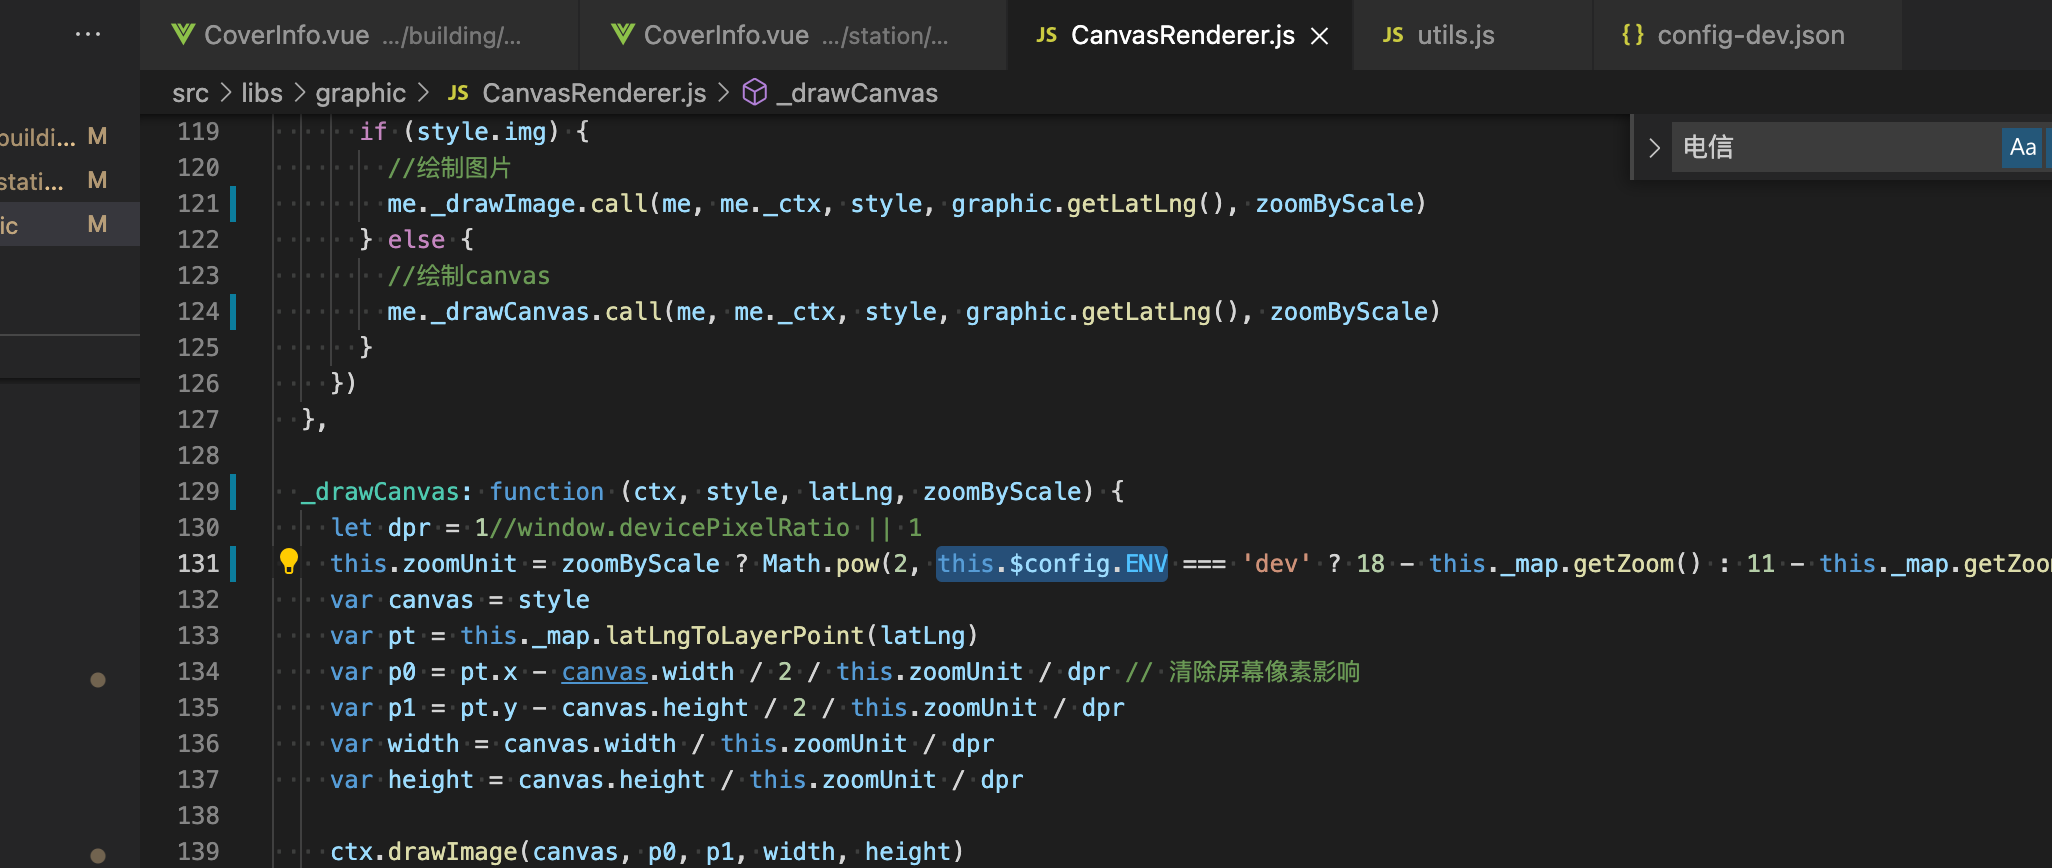 CoverInfo.vue .../building/... CoverInfo.vue .../station/... JS CanvasRenderer.js × JS utils.js {} config-dev.json
src > libs > graphic > JS CanvasRenderer.js > _drawCanvas
buildi... M
stati... M
ic M
> 电信 Aa
119 if (style.img) {
120 //绘制图片
121 me._drawImage.call(me, me._ctx, style, graphic.getLatLng(), zoomByScale)
122 } else {
123 //绘制canvas
124 me._drawCanvas.call(me, me._ctx, style, graphic.getLatLng(), zoomByScale)
125 }
126 })
127 },
128
129 _drawCanvas: function (ctx, style, latLng, zoomByScale) {
130 let dpr = 1//window.devicePixelRatio || 1
131 this.zoomUnit = zoomByScale ? Math.pow(2, this.$config.ENV === 'dev' ? 18 - this._map.getZoom() : 11 - this._map.getZoo
132 var canvas = style
133 var pt = this._map.latLngToLayerPoint(latLng)
134 var p0 = pt.x - canvas.width / 2 / this.zoomUnit / dpr // 清除屏幕像素影响
135 var p1 = pt.y - canvas.height / 2 / this.zoomUnit / dpr
136 var width = canvas.width / this.zoomUnit / dpr
137 var height = canvas.height / this.zoomUnit / dpr
138
139 ctx.drawImage(canvas, p0, p1, width, height)